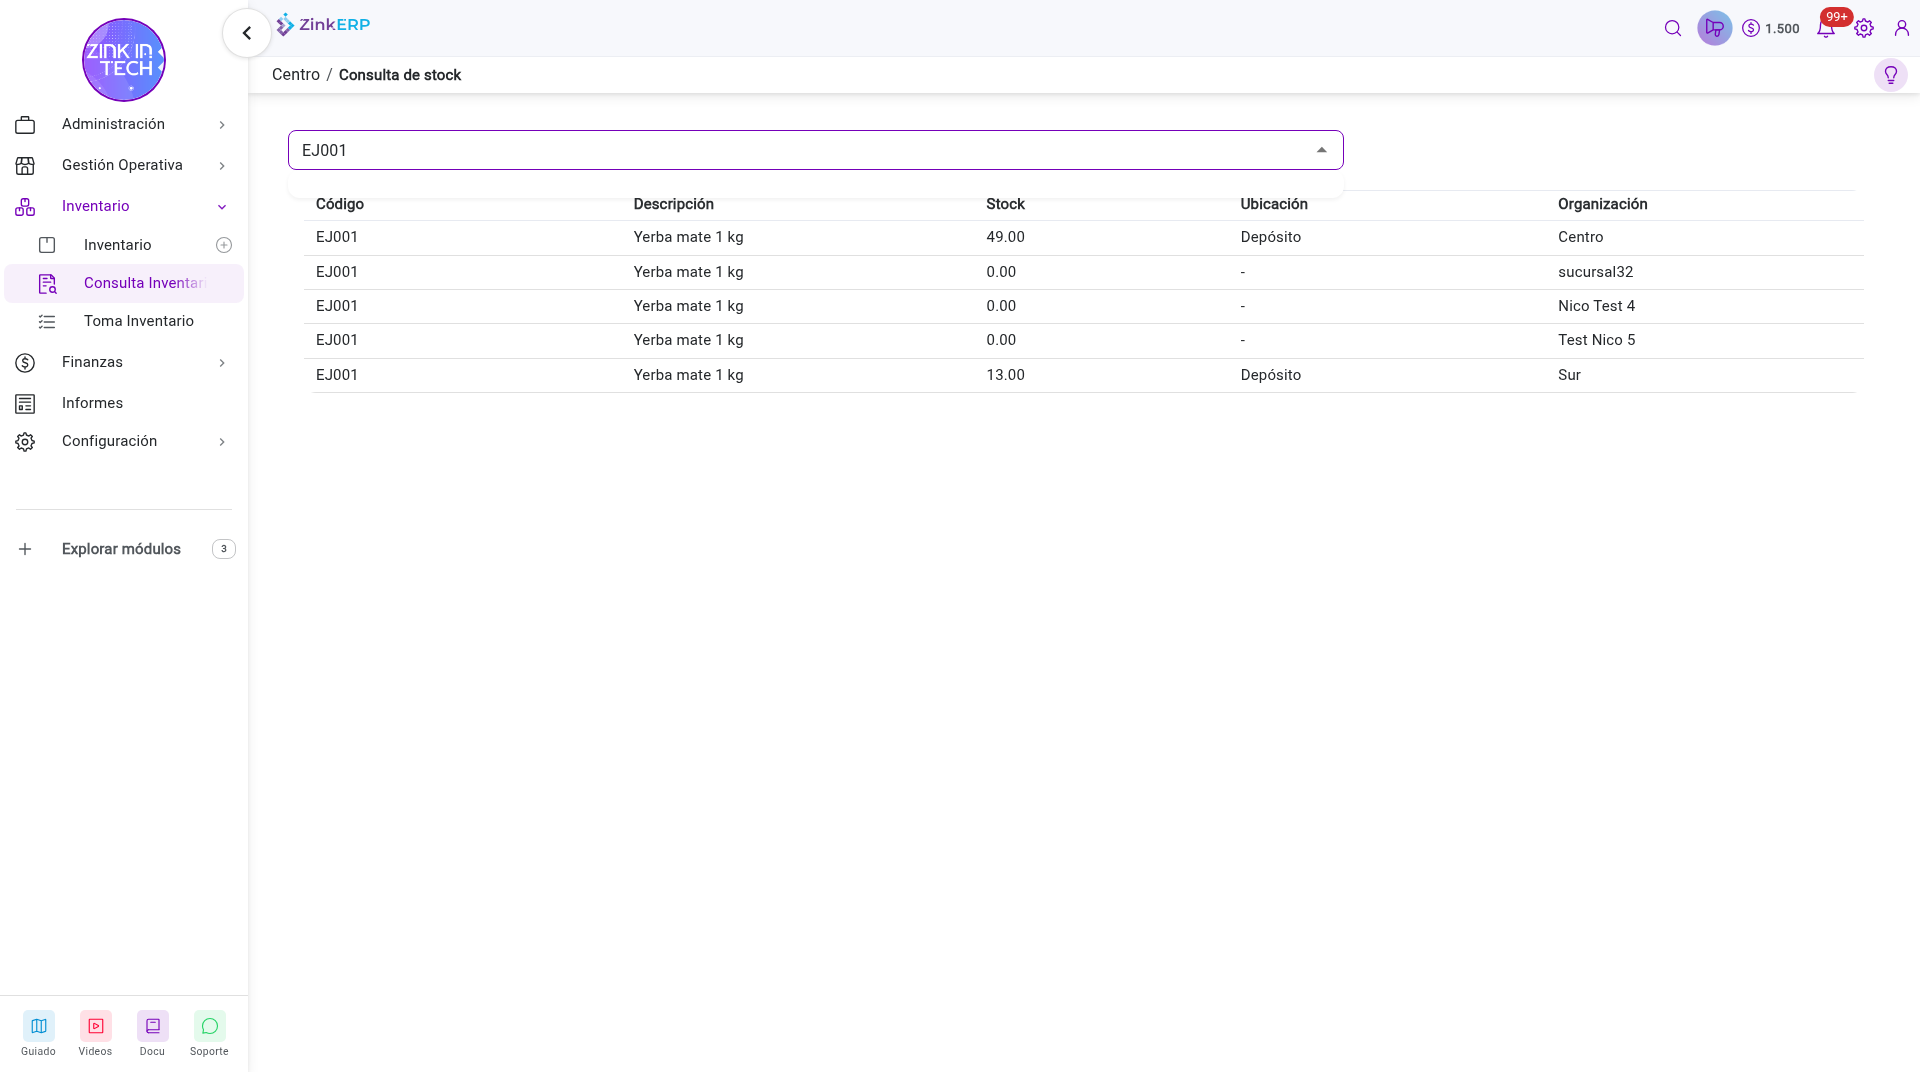 ZINK IN
TECH
ZinkERP
1.500
99+
Centro / Consulta de stock
Administración
Gestión Operativa
Inventario
Inventario
Consulta Inventar
Toma Inventario
Finanzas
Informes
Configuración
Explorar módulos 3
Guiado Videos Docu Soporte
EJ001
Código Descripción Stock Ubicación Organización
EJ001 Yerba mate 1 kg 49.00 Depósito Centro
EJ001 Yerba mate 1 kg 0.00 - sucursal32
EJ001 Yerba mate 1 kg 0.00 - Nico Test 4
EJ001 Yerba mate 1 kg 0.00 - Test Nico 5
EJ001 Yerba mate 1 kg 13.00 Depósito Sur